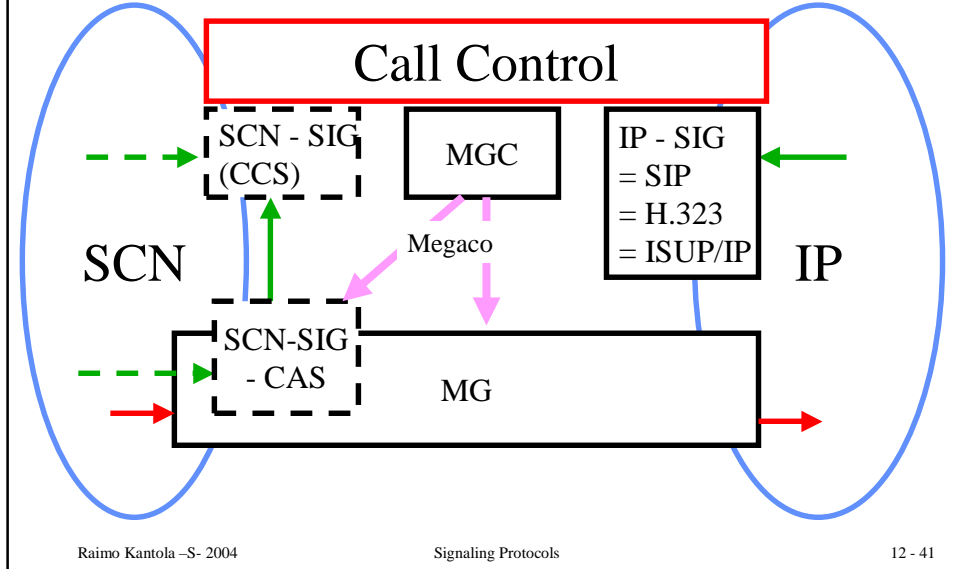 Call Control
SCN - SIG
(CCS)
MGC
IP - SIG
= SIP
= H.323
= ISUP/IP
Megaco
SCN
IP
SCN-SIG
- CAS
MG
Raimo Kantola –S- 2004
Signaling Protocols
12 - 41